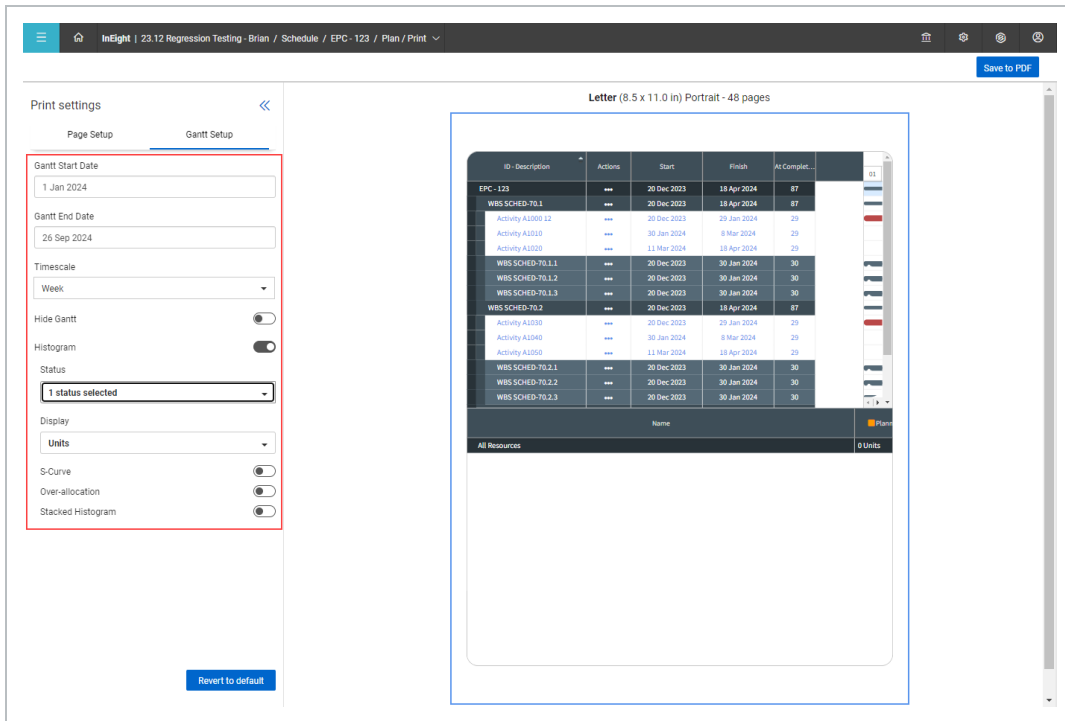 InEight | 23.12 Regression Testing - Brian / Schedule / EPC - 123 / Plan / Print
Save to PDF
Print settings
Page Setup Gantt Setup
Gantt Start Date
1 Jan 2024
Gantt End Date
26 Sep 2024
Timescale
Week
Hide Gantt
Histogram
Status
1 status selected
Display
Units
S-Curve
Over-allocation
Stacked Histogram
Revert to default
Letter (8.5 x 11.0 in) Portrait - 48 pages
ID - Description Actions Start Finish At Complet... 01
EPC - 123 ••• 20 Dec 2023 18 Apr 2024 87
WBS SCHED-70.1 ••• 20 Dec 2023 18 Apr 2024 87
Activity A1000 12 ••• 20 Dec 2023 29 Jan 2024 29
Activity A1010 ••• 30 Jan 2024 8 Mar 2024 29
Activity A1020 ••• 11 Mar 2024 18 Apr 2024 29
WBS SCHED-70.1.1 ••• 20 Dec 2023 30 Jan 2024 30
WBS SCHED-70.1.2 ••• 20 Dec 2023 30 Jan 2024 30
WBS SCHED-70.1.3 ••• 20 Dec 2023 30 Jan 2024 30
WBS SCHED-70.2 ••• 20 Dec 2023 18 Apr 2024 87
Activity A1030 ••• 20 Dec 2023 29 Jan 2024 29
Activity A1040 ••• 30 Jan 2024 8 Mar 2024 29
Activity A1050 ••• 11 Mar 2024 18 Apr 2024 29
WBS SCHED-70.2.1 ••• 20 Dec 2023 30 Jan 2024 30
WBS SCHED-70.2.2 ••• 20 Dec 2023 30 Jan 2024 30
WBS SCHED-70.2.3 ••• 20 Dec 2023 30 Jan 2024 30
Name Plann
All Resources 0 Units